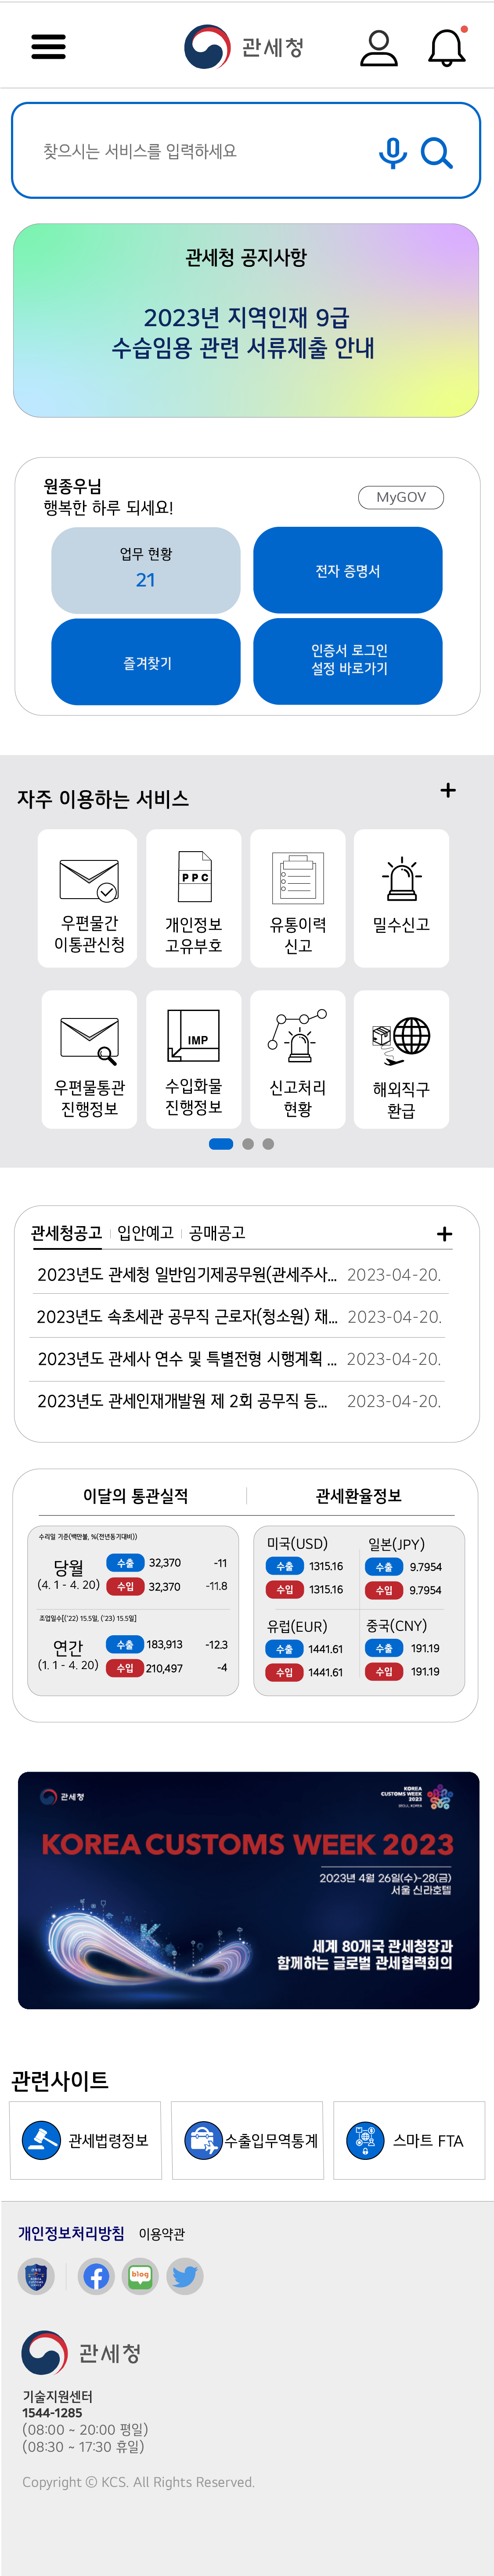 관세청
찾으시는 서비스를 입력하세요
관세청 공지사항
2023년 지역인재 9급
수습임용 관련 서류제출 안내
원종우님
행복한 하루 되세요!
MyGOV
업무 현황
21
전자 증명서
즐겨찾기
인증서 로그인
설정 바로가기
자주 이용하는 서비스
우편물간
이통관신청
PPC
개인정보
고유부호
유통이력
신고
밀수신고
우편물통관
진행정보
IMP
수입화물
진행정보
신고처리
현황
해외직구
환급
관세청공고 입안예고 공매공고
2023년도 관세청 일반임기제공무원(관세주사... 2023-04-20.
2023년도 속초세관 공무직 근로자(청소원) 채... 2023-04-20.
2023년도 관세사 연수 및 특별전형 시행계획 ... 2023-04-20.
2023년도 관세인재개발원 제 2회 공무직 등... 2023-04-20.
이달의 통관실적
관세환율정보
수리일 기준(백만불, %(전년동기대비))
당월
(4. 1 - 4. 20)
수출 32,370 -11
수입 32,370 -11.8
조업일수[('22) 15.5일, ('23) 15.5일]
연간
(1. 1 - 4. 20)
수출 183,913 -12.3
수입 210,497 -4
미국(USD)
수출 1315.16
수입 1315.16
일본(JPY)
수출 9.7954
수입 9.7954
유럽(EUR)
수출 1441.61
수입 1441.61
중국(CNY)
수출 191.19
수입 191.19
관세청
KOREA
CUSTOMS WEEK
2023
SEOUL, KOREA
KOREA CUSTOMS WEEK 2023
2023년 4월 26일(수)-28(금)
서울 신라호텔
세계 80개국 관세청장과
함께하는 글로벌 관세협력회의
관련사이트
관세법령정보
수출입무역통계
스마트 FTA
개인정보처리방침 이용약관
blog
관세청
기술지원센터
1544-1285
(08:00 ~ 20:00 평일)
(08:30 ~ 17:30 휴일)
Copyright © KCS. All Rights Reserved.